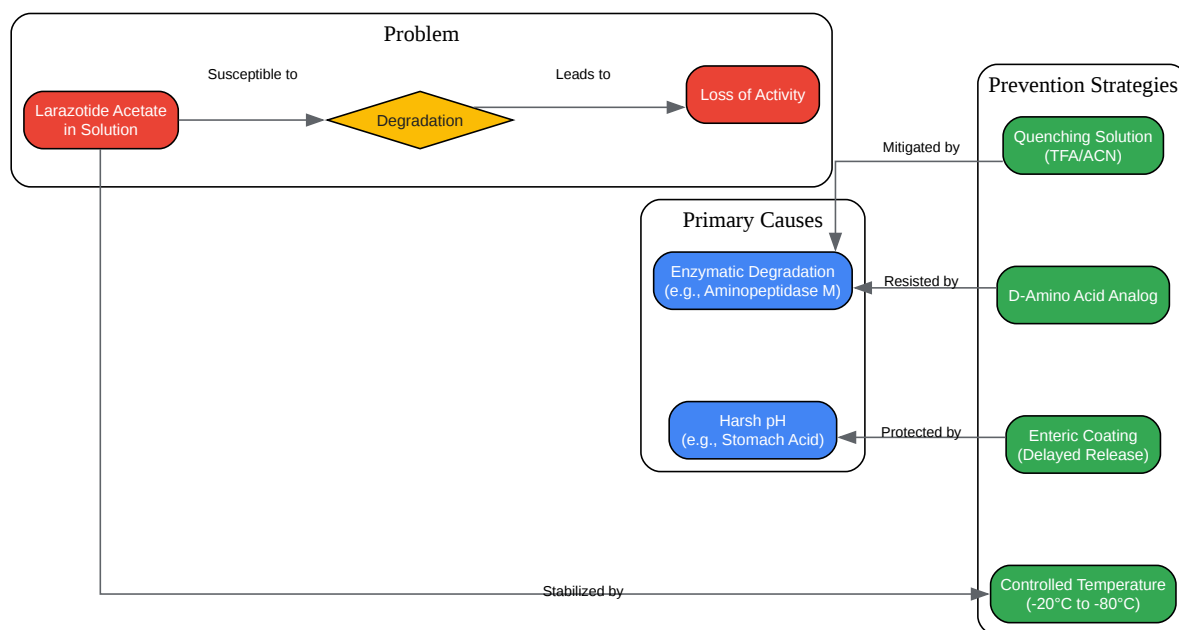 Problem
Susceptible to
Leads to
Larazotide Acetate
in Solution
Degradation
Loss of Activity
Prevention Strategies
Quenching Solution
(TFA/ACN)
Mitigated by
Primary Causes
Enzymatic Degradation
(e.g., Aminopeptidase M)
Resisted by
D-Amino Acid Analog
Harsh pH
(e.g., Stomach Acid)
Protected by
Enteric Coating
(Delayed Release)
Stabilized by
Controlled Temperature
(-20°C to -80°C)